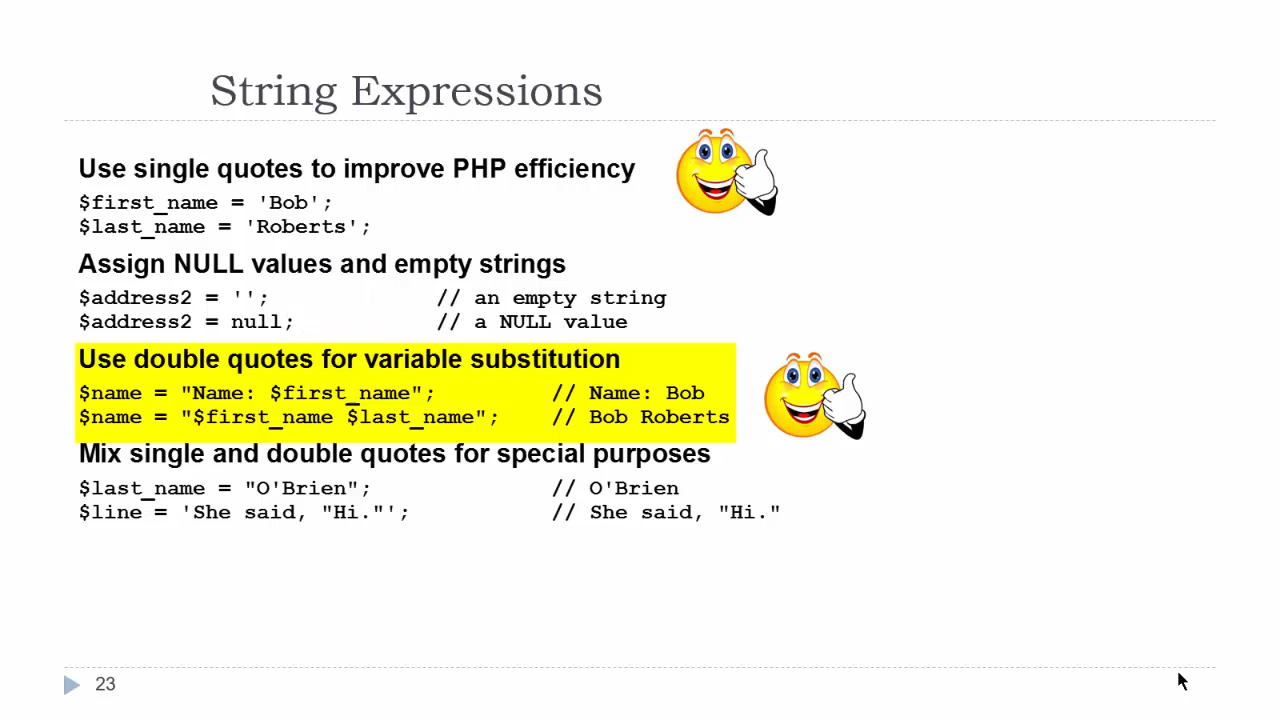 String Expressions
Use single quotes to improve PHP efficiency
$first_name = 'Bob';
$last_name = 'Roberts';
Assign NULL values and empty strings
$address2 = ''; // an empty string
$address2 = null; // a NULL value
Use double quotes for variable substitution
$name = "Name: $first_name"; // Name: Bob
$name = "$first_name $last_name"; // Bob Roberts
Mix single and double quotes for special purposes
$last_name = "O'Brien"; // O'Brien
$line = 'She said, "Hi."'; // She said, "Hi."
23